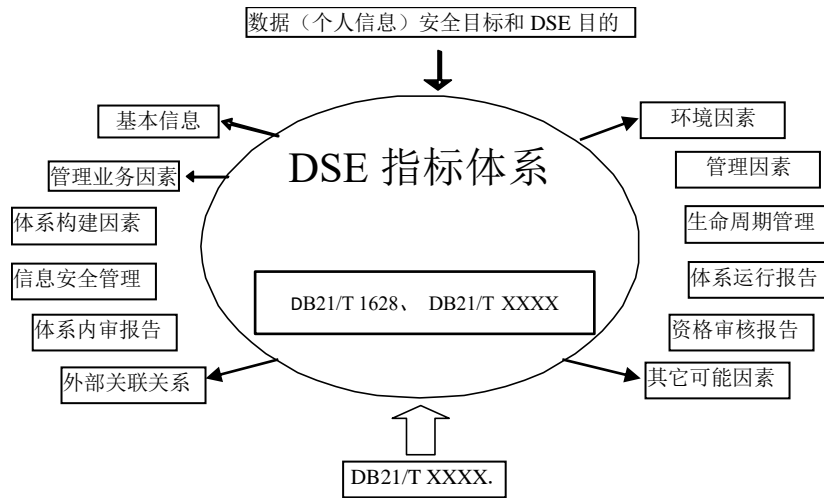 数据（个人信息）安全目标和 DSE 目的
基本信息
环境因素
DSE 指标体系
管理业务因素
管理因素
体系构建因素
生命周期管理
信息安全管理
体系运行报告
DB21/T 1628、 DB21/T XXXX
体系内审报告
资格审核报告
外部关联关系
其它可能因素
DB21/T XXXX.